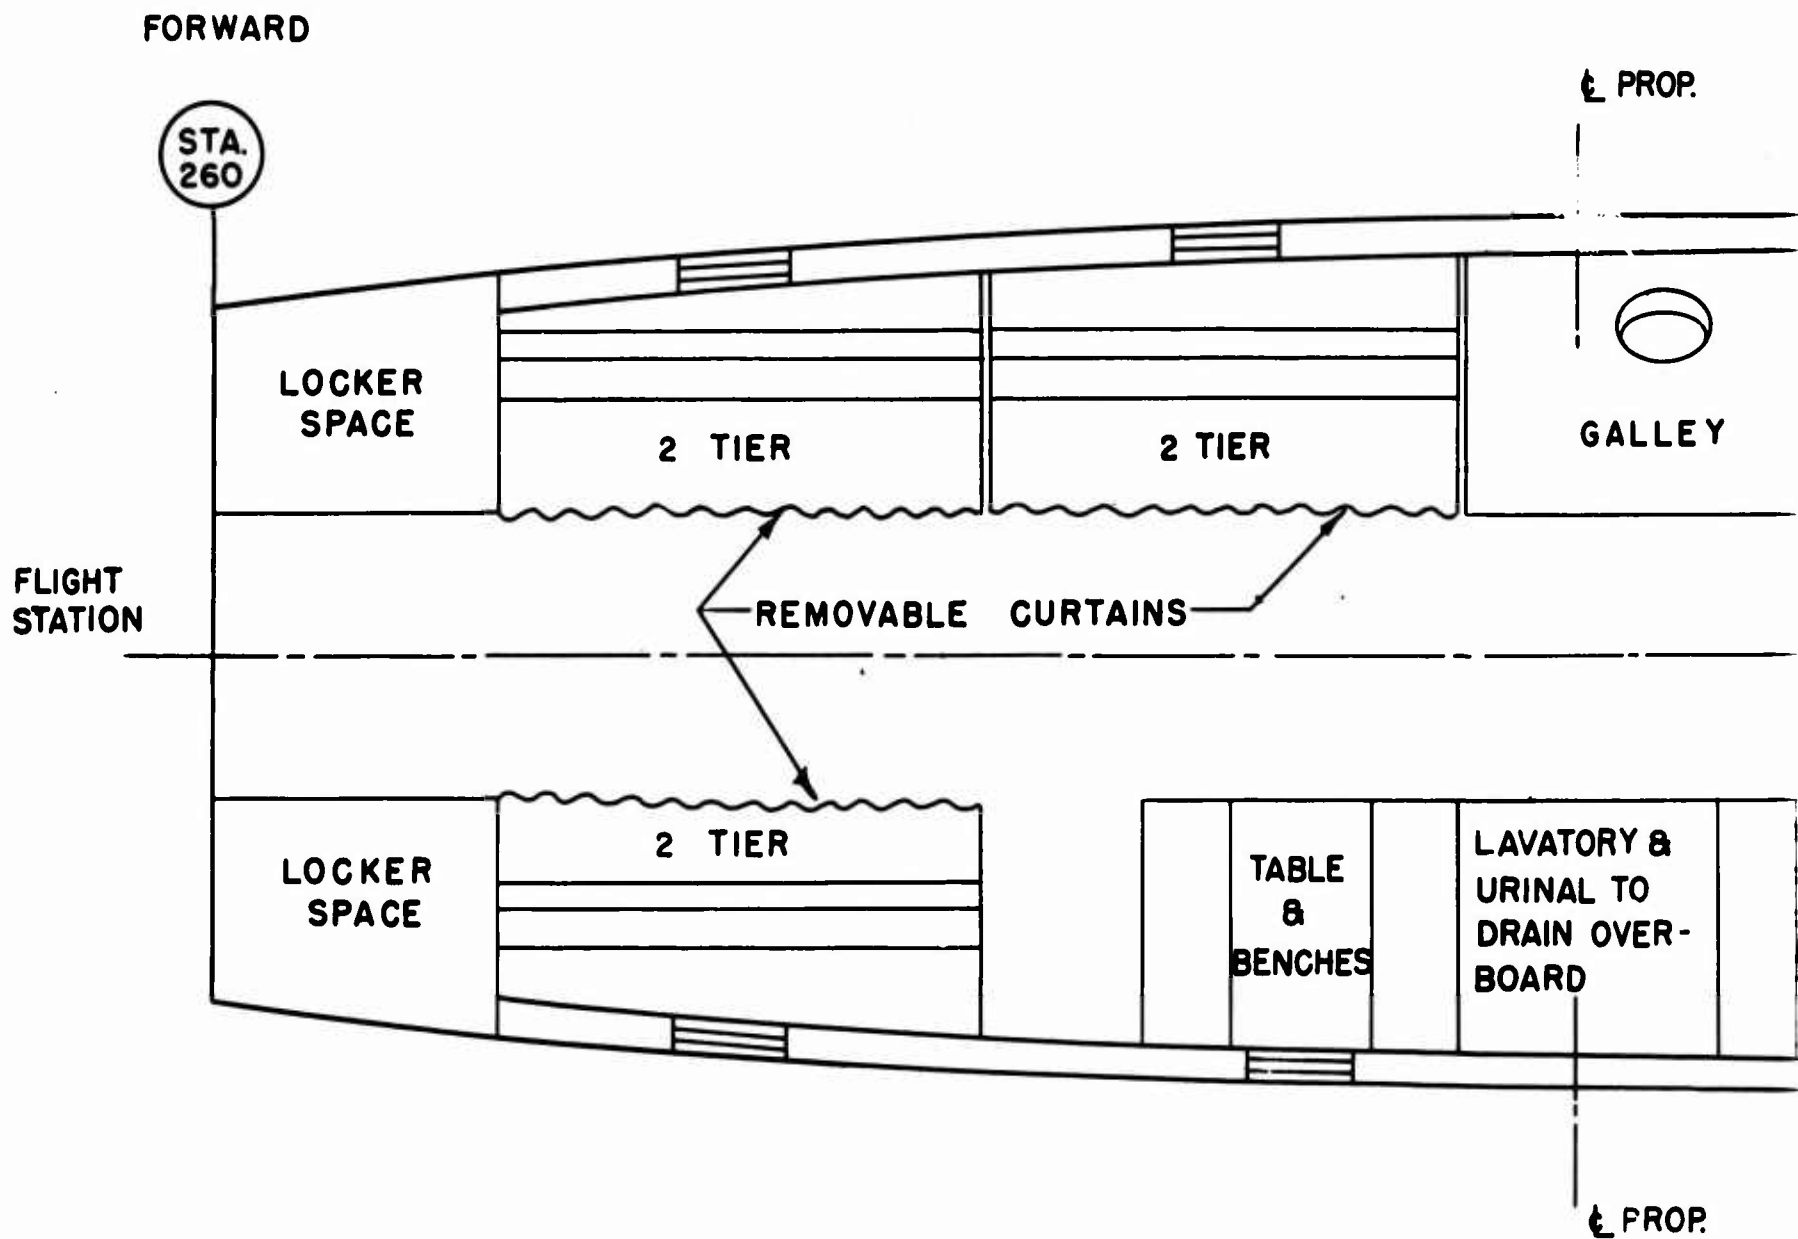 FORWARD
℄ PROP.
STA.
260
LOCKER
SPACE
2 TIER
2 TIER
GALLEY
FLIGHT
STATION
REMOVABLE CURTAINS
2 TIER
LOCKER
SPACE
TABLE
&
BENCHES
LAVATORY &
URINAL TO
DRAIN OVER-
BOARD
℄ PROP.